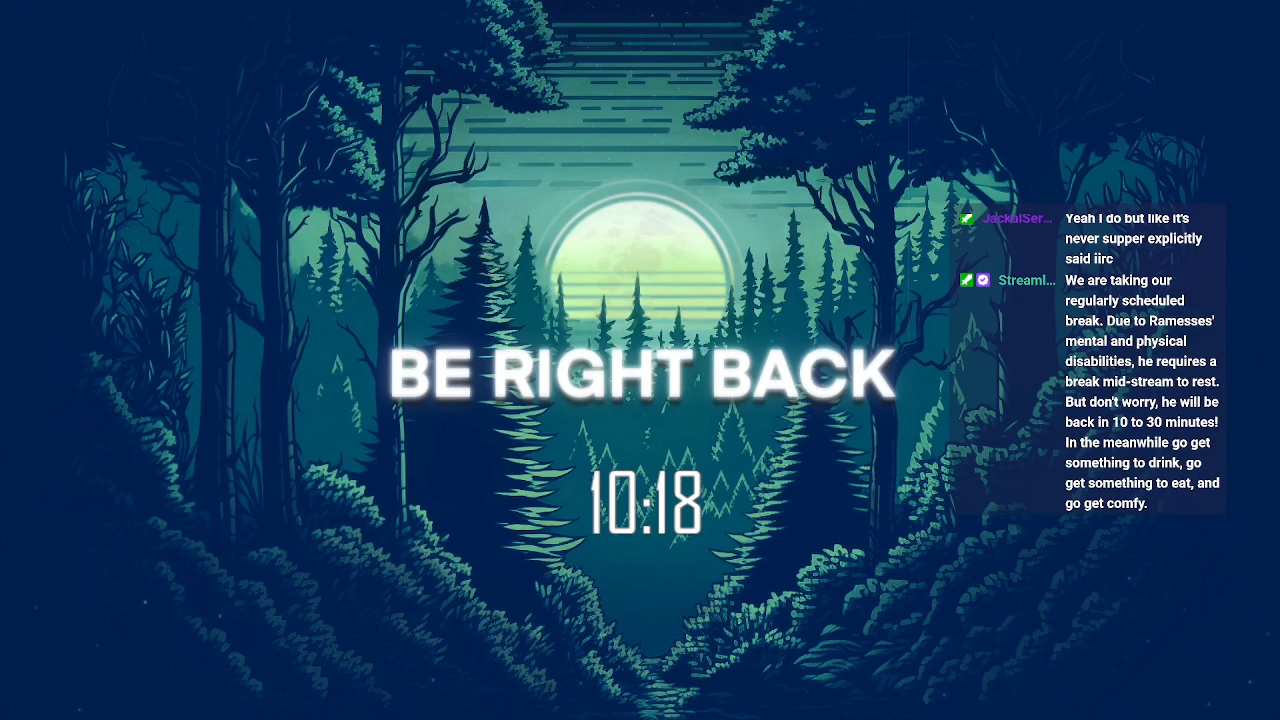 JackalSer... Yeah I do but like it's
never supper explicitly
said iirc
Streaml... We are taking our
regularly scheduled
break. Due to Ramesses'
mental and physical
disabilities, he requires a
break mid-stream to rest.
But don't worry, he will be
back in 10 to 30 minutes!
In the meanwhile go get
something to drink, go
get something to eat, and
go get comfy.
BE RIGHT BACK
10:18